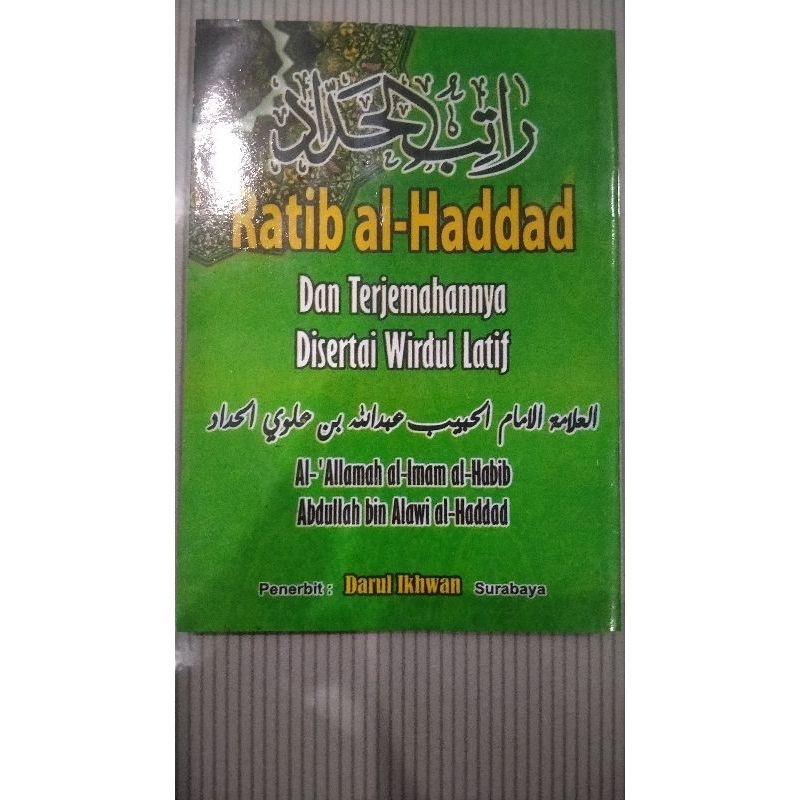 راتب الحداد
Ratib al-Haddad
Dan Terjemahannya
Disertai Wirdul Latif
العلامة الامام الحبيب عبدالله بن علوي الحداد
Al-'Allamah al-Imam al-Habib
Abdullah bin Alawi al-Haddad
Penerbit : Darul Ikhwan Surabaya